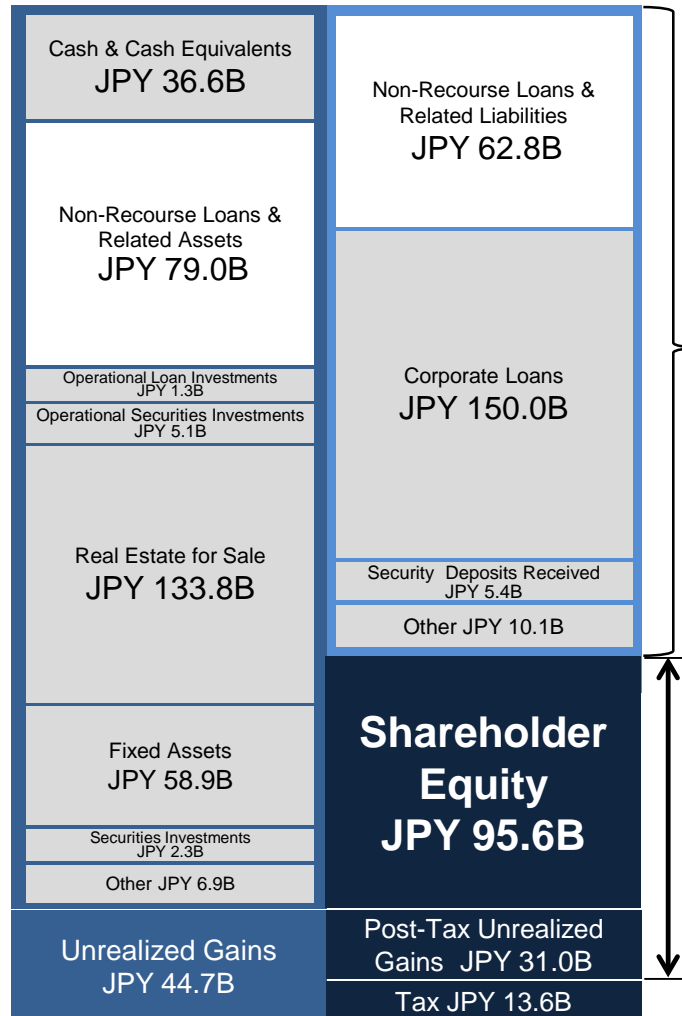 Cash & Cash Equivalents
JPY 36.6B
Non-Recourse Loans &
Related Assets
JPY 79.0B
Operational Loan Investments
JPY 1.3B
Operational Securities Investments
JPY 5.1B
Real Estate for Sale
JPY 133.8B
Fixed Assets
JPY 58.9B
Securities Investments
JPY 2.3B
Other JPY 6.9B
Unrealized Gains
JPY 44.7B
Non-Recourse Loans &
Related Liabilities
JPY 62.8B
Corporate Loans
JPY 150.0B
Security Deposits Received
JPY 5.4B
Other JPY 10.1B
Shareholder
Equity
JPY 95.6B
Post-Tax Unrealized
Gains JPY 31.0B
Tax JPY 13.6B